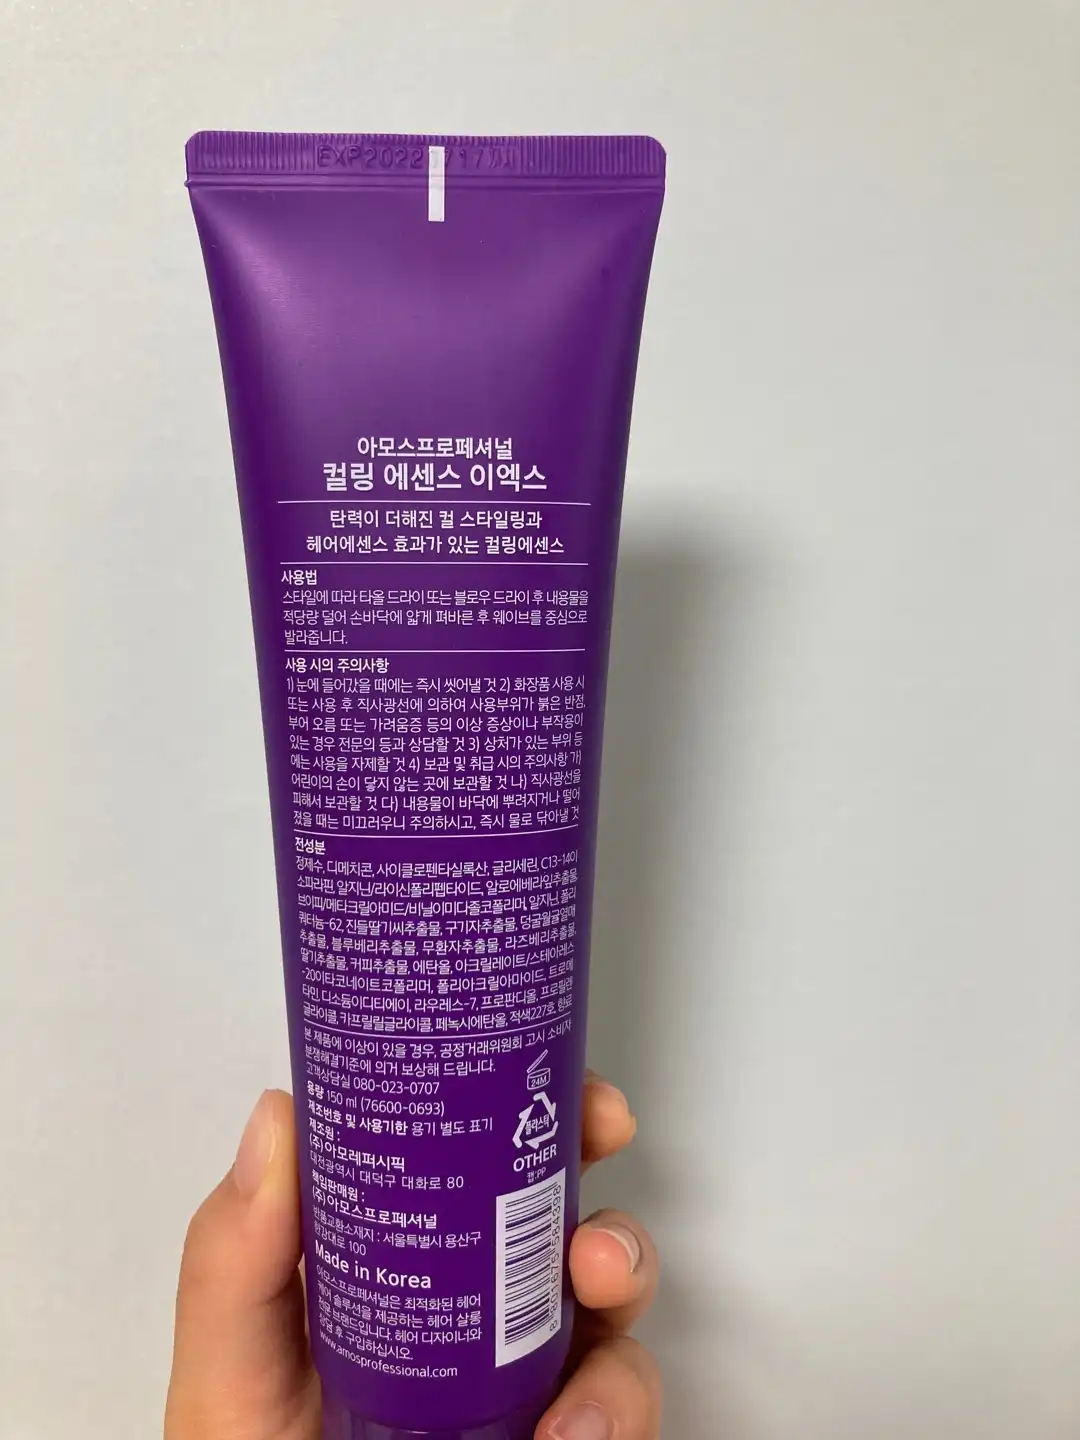 EXP2022
아모스프로페셔널
컬링 에센스 이엑스
탄력이 더해진 컬 스타일링과
헤어에센스 효과가 있는 컬링에센스
사용법
스타일에 따라 타올 드라이 또는 블로우 드라이 후 내용물을
적당량 덜어 손바닥에 얇게 펴바른 후 웨이브를 중심으로
발라줍니다.
사용 시의 주의사항
1) 눈에 들어갔을 때에는 즉시 씻어낼 것 2) 화장품 사용 시
또는 사용 후 직사광선에 의하여 사용부위가 붉은 반점,
부어 오름 또는 가려움증 등의 이상 증상이나 부작용이
있는 경우 전문의 등과 상담할 것 3) 상처가 있는 부위 등
에는 사용을 자제할 것 4) 보관 및 취급 시의 주의사항 가)
어린이의 손이 닿지 않는 곳에 보관할 것 나) 직사광선을
피해서 보관할 것 다) 내용물이 바닥에 뿌려지거나 떨어
졌을 때는 미끄러우니 주의하시고, 즉시 물로 닦아낼 것
전성분
정제수, 디메치콘, 사이클로펜타실록산, 글리세린, C13-14이
소파라핀, 알지닌/라이신폴리펩타이드, 알로에베라잎추출물,
브이피/메타크릴아미드/비닐이미다졸코폴리머, 알지닌, 폴리
쿼터늄-62, 진들딸기씨추출물, 구기자추출물, 덩굴월귤열매
추출물, 블루베리추출물, 무환자추출물, 라즈베리추출물,
딸기추출물, 커피추출물, 에탄올, 아크릴레이트/스테아레스
-20이타코네이트코폴리머, 폴리아크릴아마이드, 트로메
타민, 디소듐이디티에이, 라우레스-7, 프로판디올, 프로필렌
글라이콜, 카프릴릴글라이콜, 페녹시에탄올, 적색227호, 향료
본 제품에 이상이 있을 경우, 공정거래위원회 고시 소비자
분쟁해결기준에 의거 보상해 드립니다.
고객상담실 080-023-0707
용량 150 ml (76600-0693)
제조번호 및 사용기한 용기 별도 표기
제조원 :
(주)아모레퍼시픽
대전광역시 대덕구 대화로 80
책임판매원 :
(주)아모스프로페셔널
반품교환소재지 : 서울특별시 용산구
한강대로 100
Made in Korea
아모스프로페셔널은 최적화된 헤어
케어 솔루션을 제공하는 헤어 살롱
전문 브랜드입니다. 헤어 디자이너와
상담 후 구입하십시오.
www.amosprofessional.com
24M
플라스틱
OTHER
캡:PP
8 801675 584398